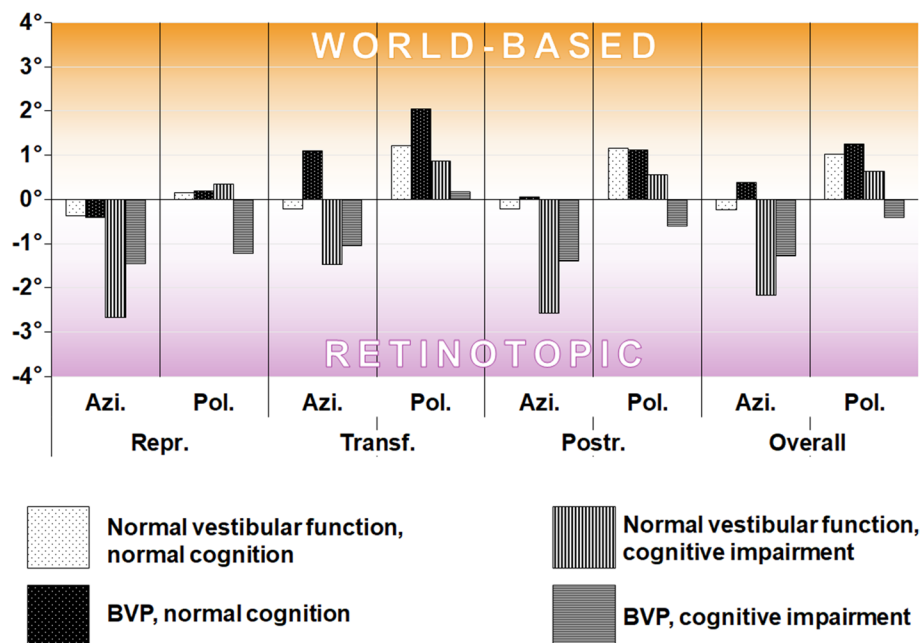 4°
WORLD-BASED
3°
2°
1°
0°
-1°
-2°
-3°
RETINOTOPIC
-4°
Azi. Pol. Azi. Pol. Azi. Pol. Azi. Pol.
Repr. Transf. Postr. Overall
Normal vestibular function,
normal cognition
Normal vestibular function,
cognitive impairment
BVP, normal cognition
BVP, cognitive impairment